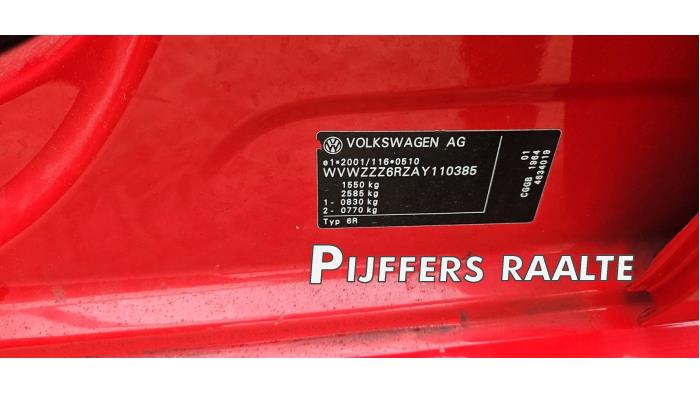 VOLKSWAGEN AG
e1*2001/116*0510
WVWZZZ6RZAY110385
1550 kg
2585 kg
1- 0830 kg
2- 0770 kg
Typ 6R
01
CGGB 1964
4634019
PIJFFERS RAALTE